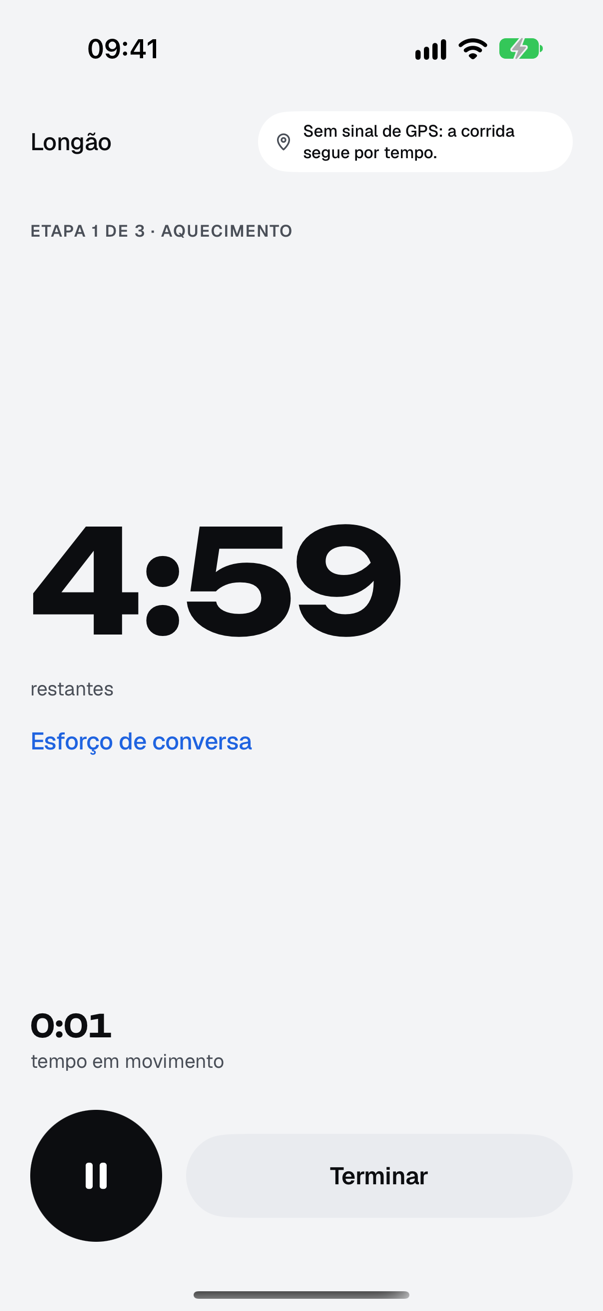 09:41
Longão
Sem sinal de GPS: a corrida
segue por tempo.
ETAPA 1 DE 3 · AQUECIMENTO
4:59
restantes
Esforço de conversa
0:01
tempo em movimento
Terminar